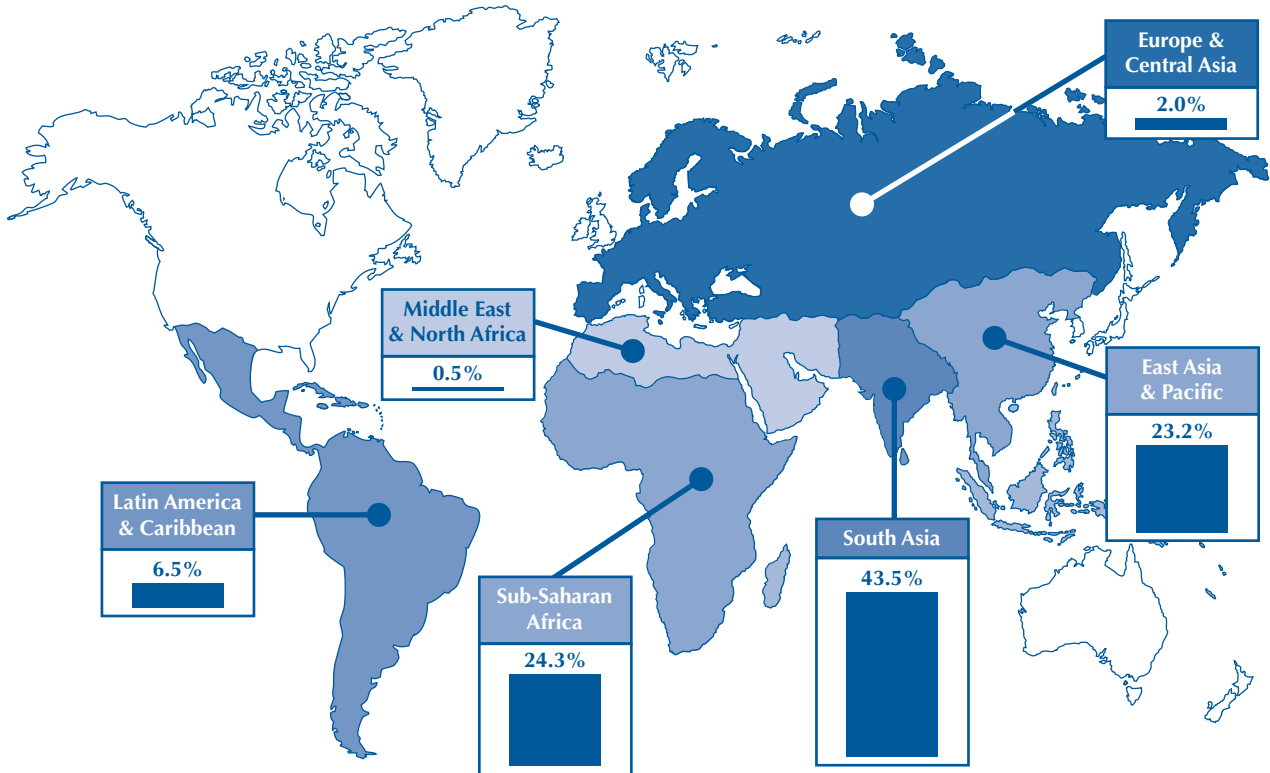 Europe &
Central Asia
2.0%
Middle East
& North Africa
0.5%
East Asia
& Pacific
23.2%
Latin America
& Caribbean
6.5%
South Asia
43.5%
Sub-Saharan
Africa
24.3%